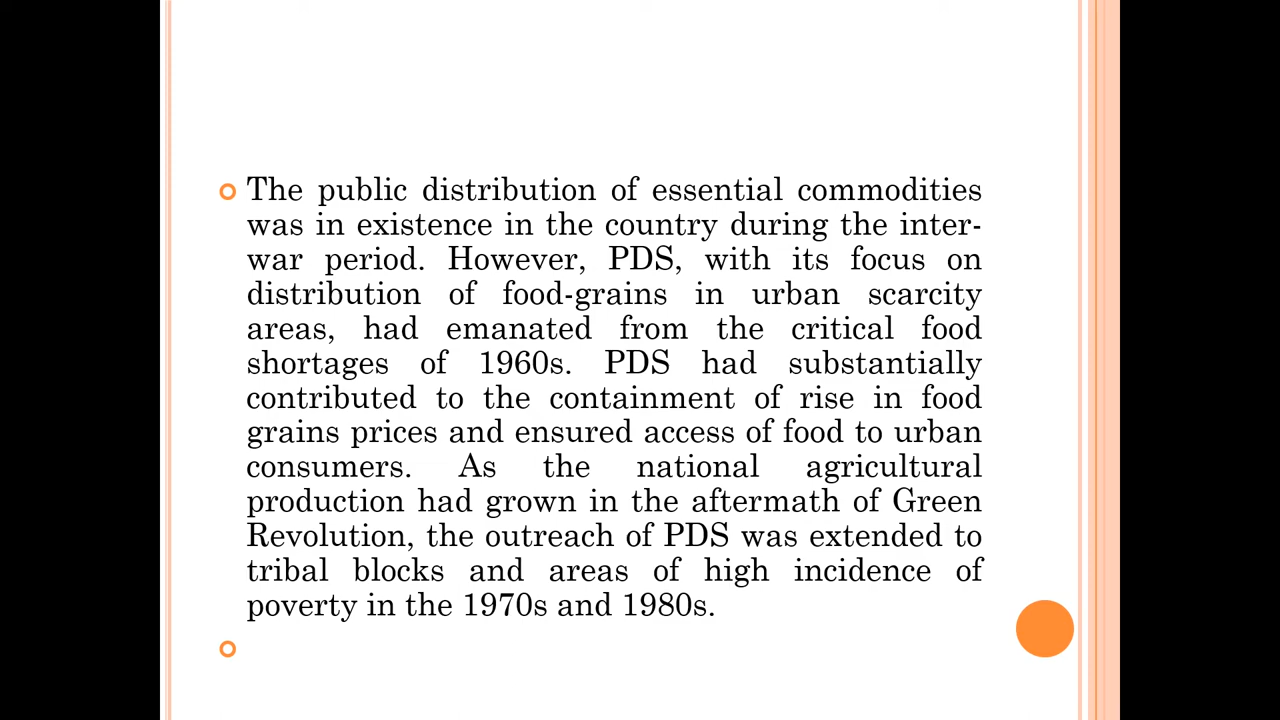 The public distribution of essential commodities
was in existence in the country during the inter-
war period. However, PDS, with its focus on
distribution of food-grains in urban scarcity
areas, had emanated from the critical food
shortages of 1960s. PDS had substantially
contributed to the containment of rise in food
grains prices and ensured access of food to urban
consumers. As the national agricultural
production had grown in the aftermath of Green
Revolution, the outreach of PDS was extended to
tribal blocks and areas of high incidence of
poverty in the 1970s and 1980s.